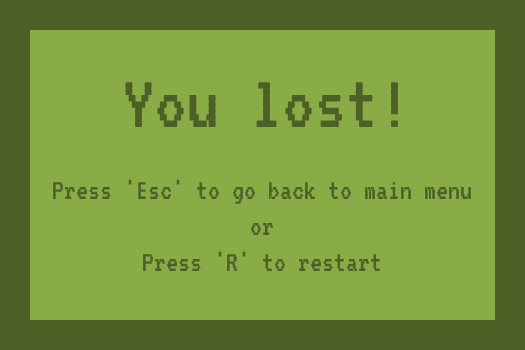 You lost!
Press 'Esc' to go back to main menu
or
Press 'R' to restart